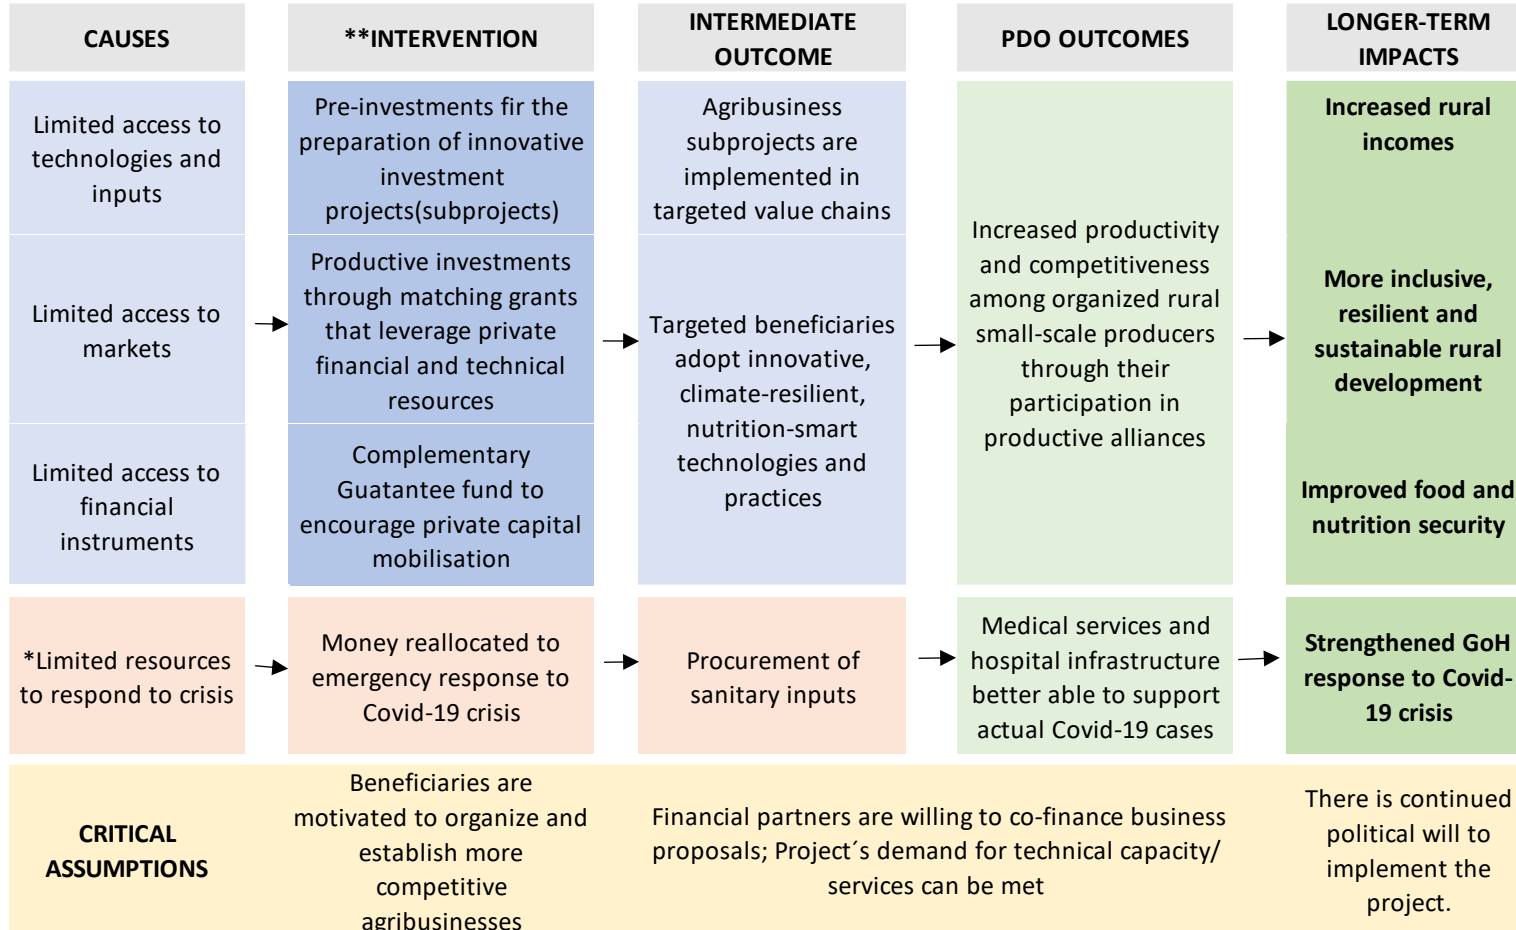 CAUSES
**INTERVENTION
INTERMEDIATE
OUTCOME
PDO OUTCOMES
LONGER-TERM
IMPACTS
Limited access to
technologies and
inputs
Pre-investments fir the
preparation of innovative
investment
projects(subprojects)
Agribusiness
subprojects are
implemented in
targeted value chains
Increased productivity
and competitiveness
among organized rural
small-scale producers
through their
participation in
productive alliances
Increased rural
incomes
Limited access to
markets
Productive investments
through matching grants
that leverage private
financial and technical
resources
Targeted beneficiaries
adopt innovative,
climate-resilient,
nutrition-smart
technologies and
practices
More inclusive,
resilient and
sustainable rural
development
Limited access to
financial
instruments
Complementary
Guatantee fund to
encourage private capital
mobilisation
Improved food and
nutrition security
*Limited resources
to respond to crisis
Money reallocated to
emergency response to
Covid-19 crisis
Procurement of
sanitary inputs
Medical services and
hospital infrastructure
better able to support
actual Covid-19 cases
Strengthened GoH
response to Covid-
19 crisis
CRITICAL
ASSUMPTIONS
Beneficiaries are
motivated to organize and
establish more
competitive
agribusinesses
Financial partners are willing to co-finance business
proposals; Project´s demand for technical capacity/
services can be met
There is continued
political will to
implement the
project.